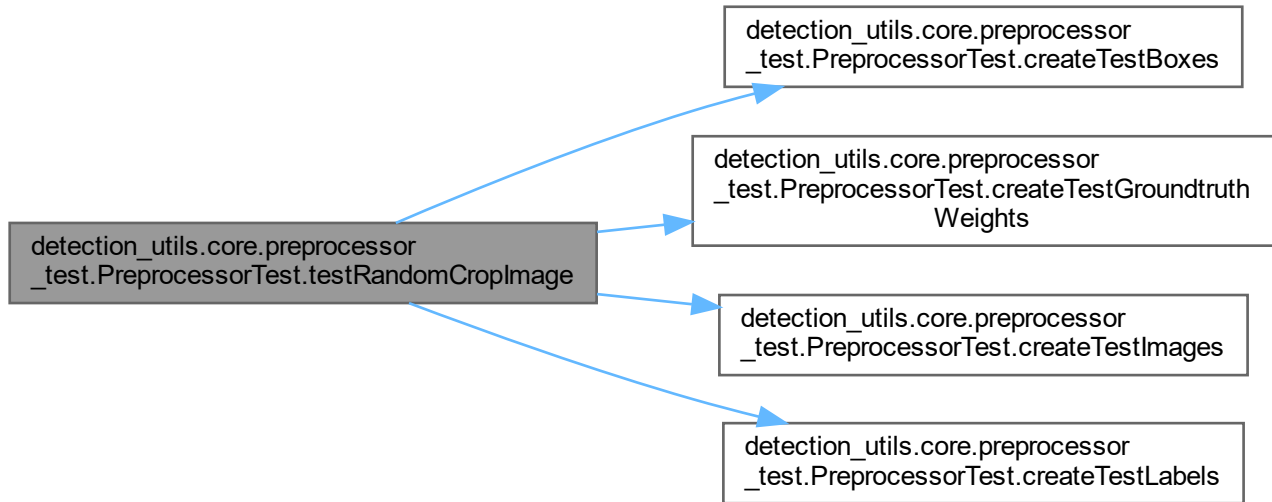 detection_utils.core.preprocessor
_test.PreprocessorTest.createTestBoxes
detection_utils.core.preprocessor
_test.PreprocessorTest.createTestGroundtruth
Weights
detection_utils.core.preprocessor
_test.PreprocessorTest.testRandomCropImage
detection_utils.core.preprocessor
_test.PreprocessorTest.createTestImages
detection_utils.core.preprocessor
_test.PreprocessorTest.createTestLabels